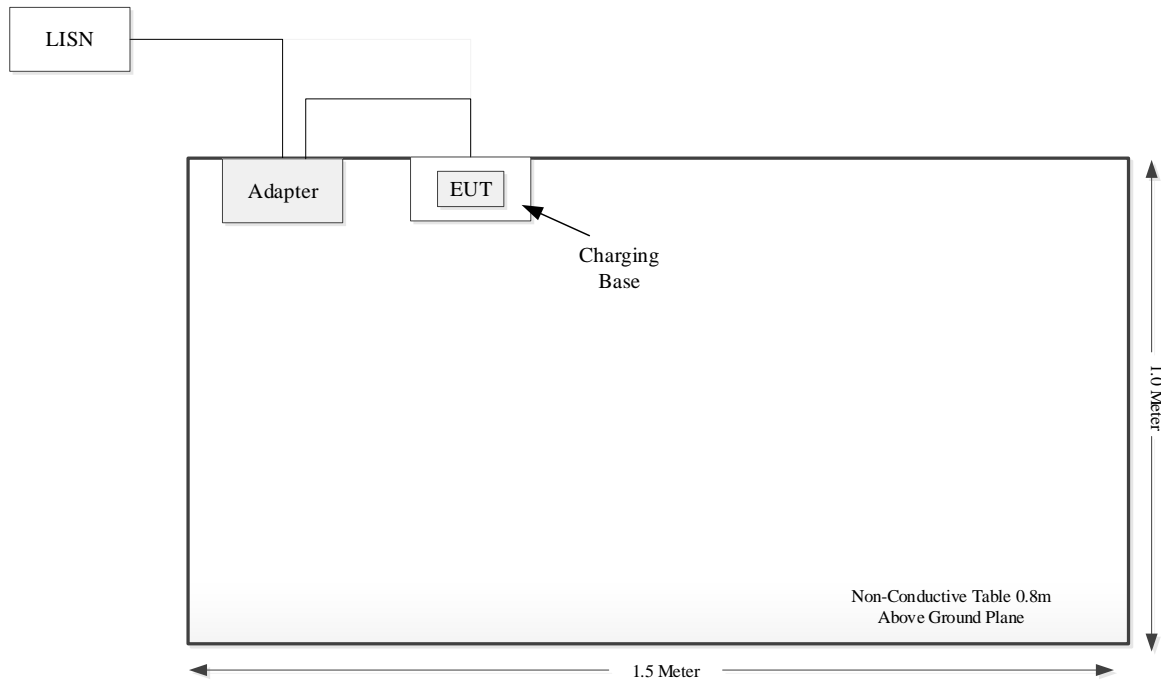 LISN
Adapter
EUT
Charging
Base
1.0 Meter
Non-Conductive Table 0.8m
Above Ground Plane
1.5 Meter